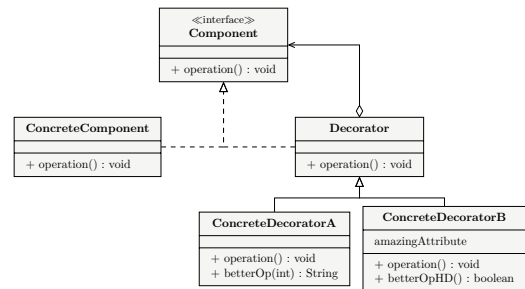 ≪interface≫
Component
+ operation() : void
ConcreteComponent
+ operation() : void
Decorator
+ operation() : void
ConcreteDecoratorA
+ operation() : void
+ betterOp(int) : String
ConcreteDecoratorB
amazingAttribute
+ operation() : void
+ betterOpHD() : boolean